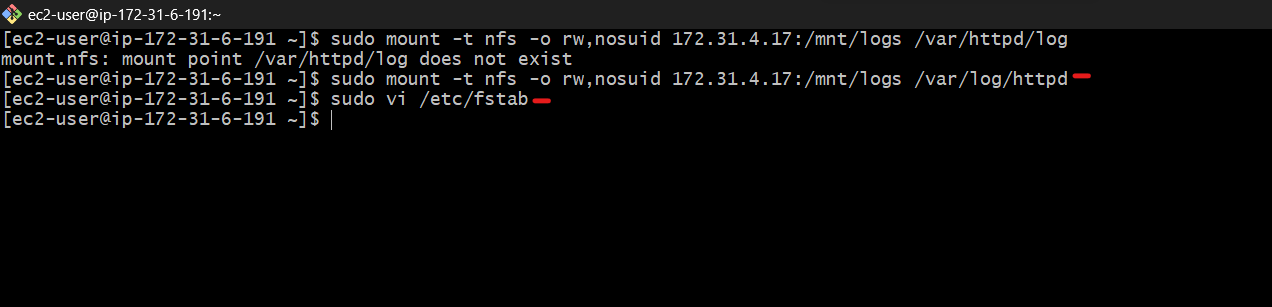 ec2-user@ip-172-31-6-191:~
[ec2-user@ip-172-31-6-191 ~]$ sudo mount -t nfs -o rw,nosuid 172.31.4.17:/mnt/logs /var/httpd/log
mount.nfs: mount point /var/httpd/log does not exist
[ec2-user@ip-172-31-6-191 ~]$ sudo mount -t nfs -o rw,nosuid 172.31.4.17:/mnt/logs /var/log/httpd
[ec2-user@ip-172-31-6-191 ~]$ sudo vi /etc/fstab
[ec2-user@ip-172-31-6-191 ~]$